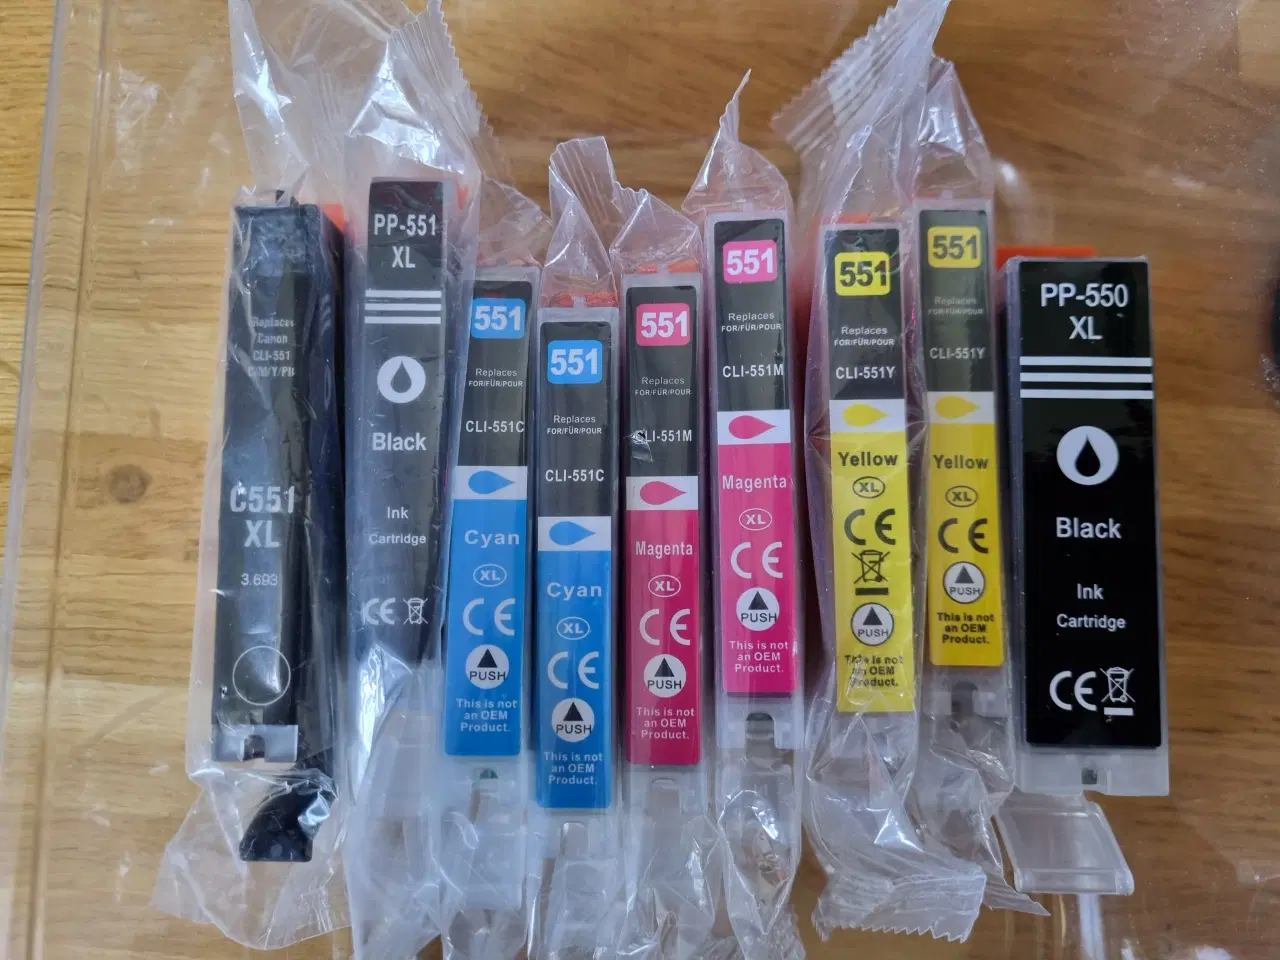 Replaces
Canon
CLI-551
C551
XL
3.693
PP-551
XL
Black
Ink
Cartridge
CE
551
Replaces
FOR/FÜR/POUR
CLI-551C
Cyan
XL
CE
PUSH
This is not
an OEM
Product.
551
Replaces
FOR/FÜR/POUR
CLI-551C
Cyan
XL
CE
PUSH
This is not
an OEM
Product.
551
Replaces
FOR/FÜR/POUR
CLI-551M
Magenta
XL
CE
PUSH
This is not
an OEM
Product.
551
Replaces
FOR/FÜR/POUR
CLI-551M
Magenta
XL
CE
PUSH
This is not
an OEM
Product.
551
Replaces
FOR/FÜR/POUR
CLI-551Y
Yellow
XL
CE
PUSH
This is not
an OEM
Product.
551
Replaces
FOR/FÜR/POUR
CLI-551Y
Yellow
XL
CE
PUSH
This is not
an OEM
Product.
PP-550
XL
Black
Ink
Cartridge
CE